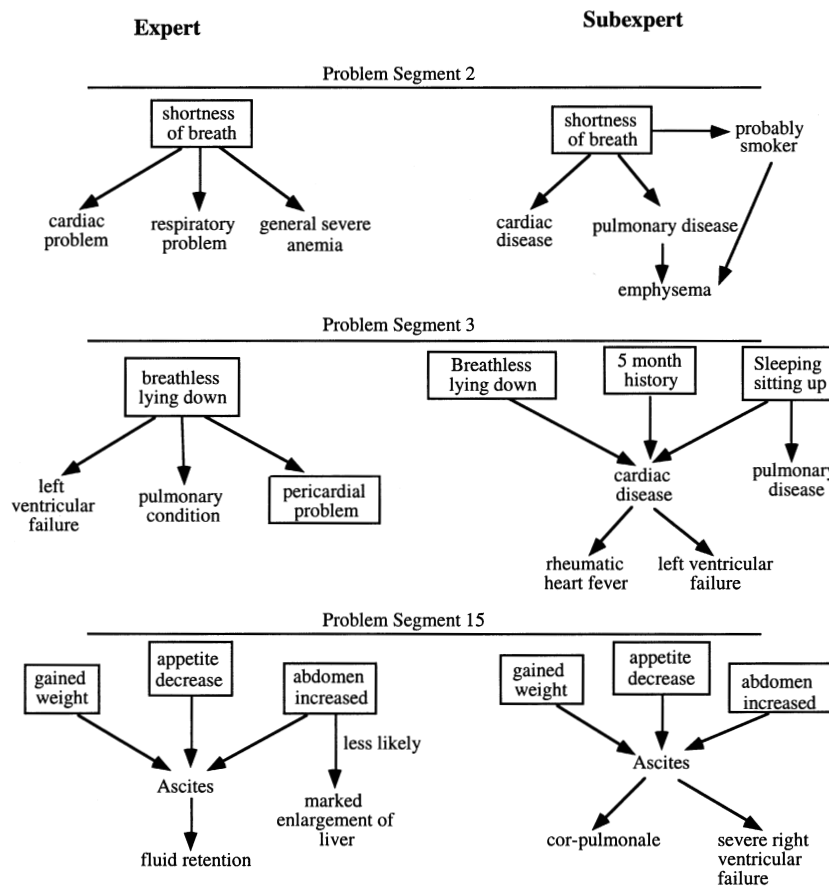 Expert
Subexpert
Problem Segment 2
shortness
of breath
cardiac
problem
respiratory
problem
general severe
anemia
shortness
of breath
probably
smoker
cardiac
disease
pulmonary disease
emphysema
Problem Segment 3
breathless
lying down
left
ventricular
failure
pulmonary
condition
pericardial
problem
Breathless
lying down
5 month
history
Sleeping
sitting up
cardiac
disease
pulmonary
disease
rheumatic
heart fever
left ventricular
failure
Problem Segment 15
gained
weight
appetite
decrease
abdomen
increased
less likely
Ascites
marked
enlargement of
liver
fluid retention
gained
weight
appetite
decrease
abdomen
increased
Ascites
cor-pulmonale
severe right
ventricular
failure